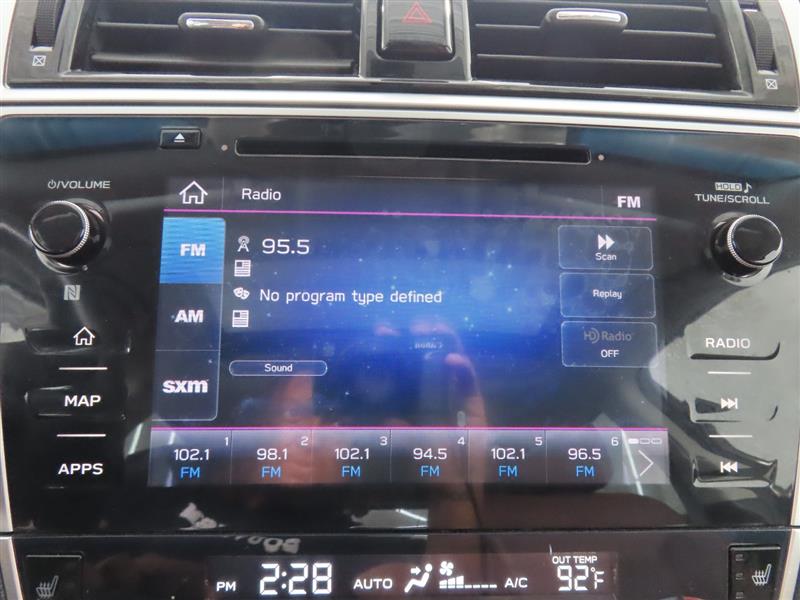 ⏻/VOLUME
HOLD ♪
TUNE/SCROLL
Radio
FM
FM
95.5
Scan
No program type defined
Replay
AM
HD Radio
OFF
Sound
sxm
MAP
APPS
RADIO
1 2 3 4 5 6
102.1 98.1 102.1 94.5 102.1 96.5
FM FM FM FM FM FM
PM 2:28 AUTO A/C OUT TEMP
92°F